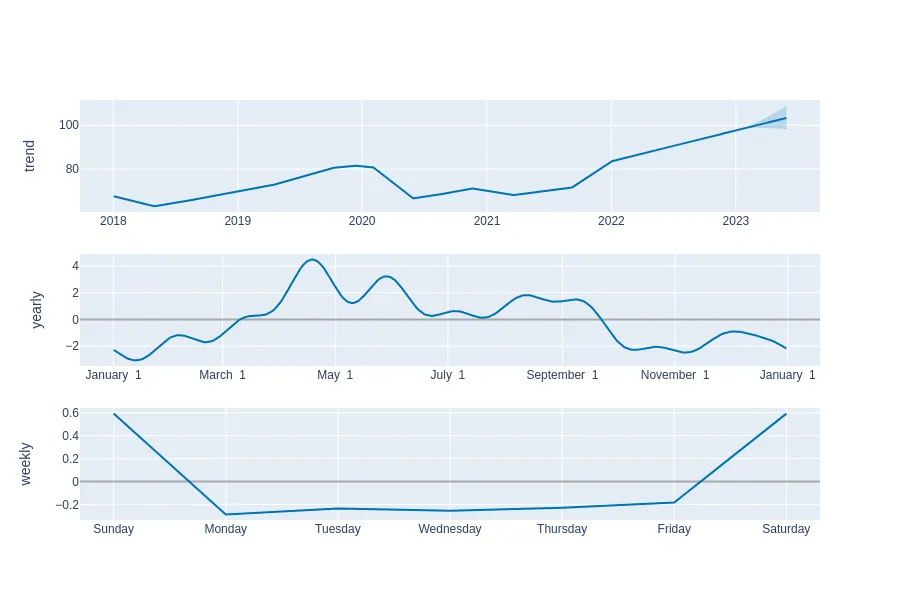 trend
100
80
2018 2019 2020 2021 2022 2023
yearly
4
2
0
−2
January 1 March 1 May 1 July 1 September 1 November 1 January 1
weekly
0.6
0.4
0.2
0
−0.2
Sunday Monday Tuesday Wednesday Thursday Friday Saturday